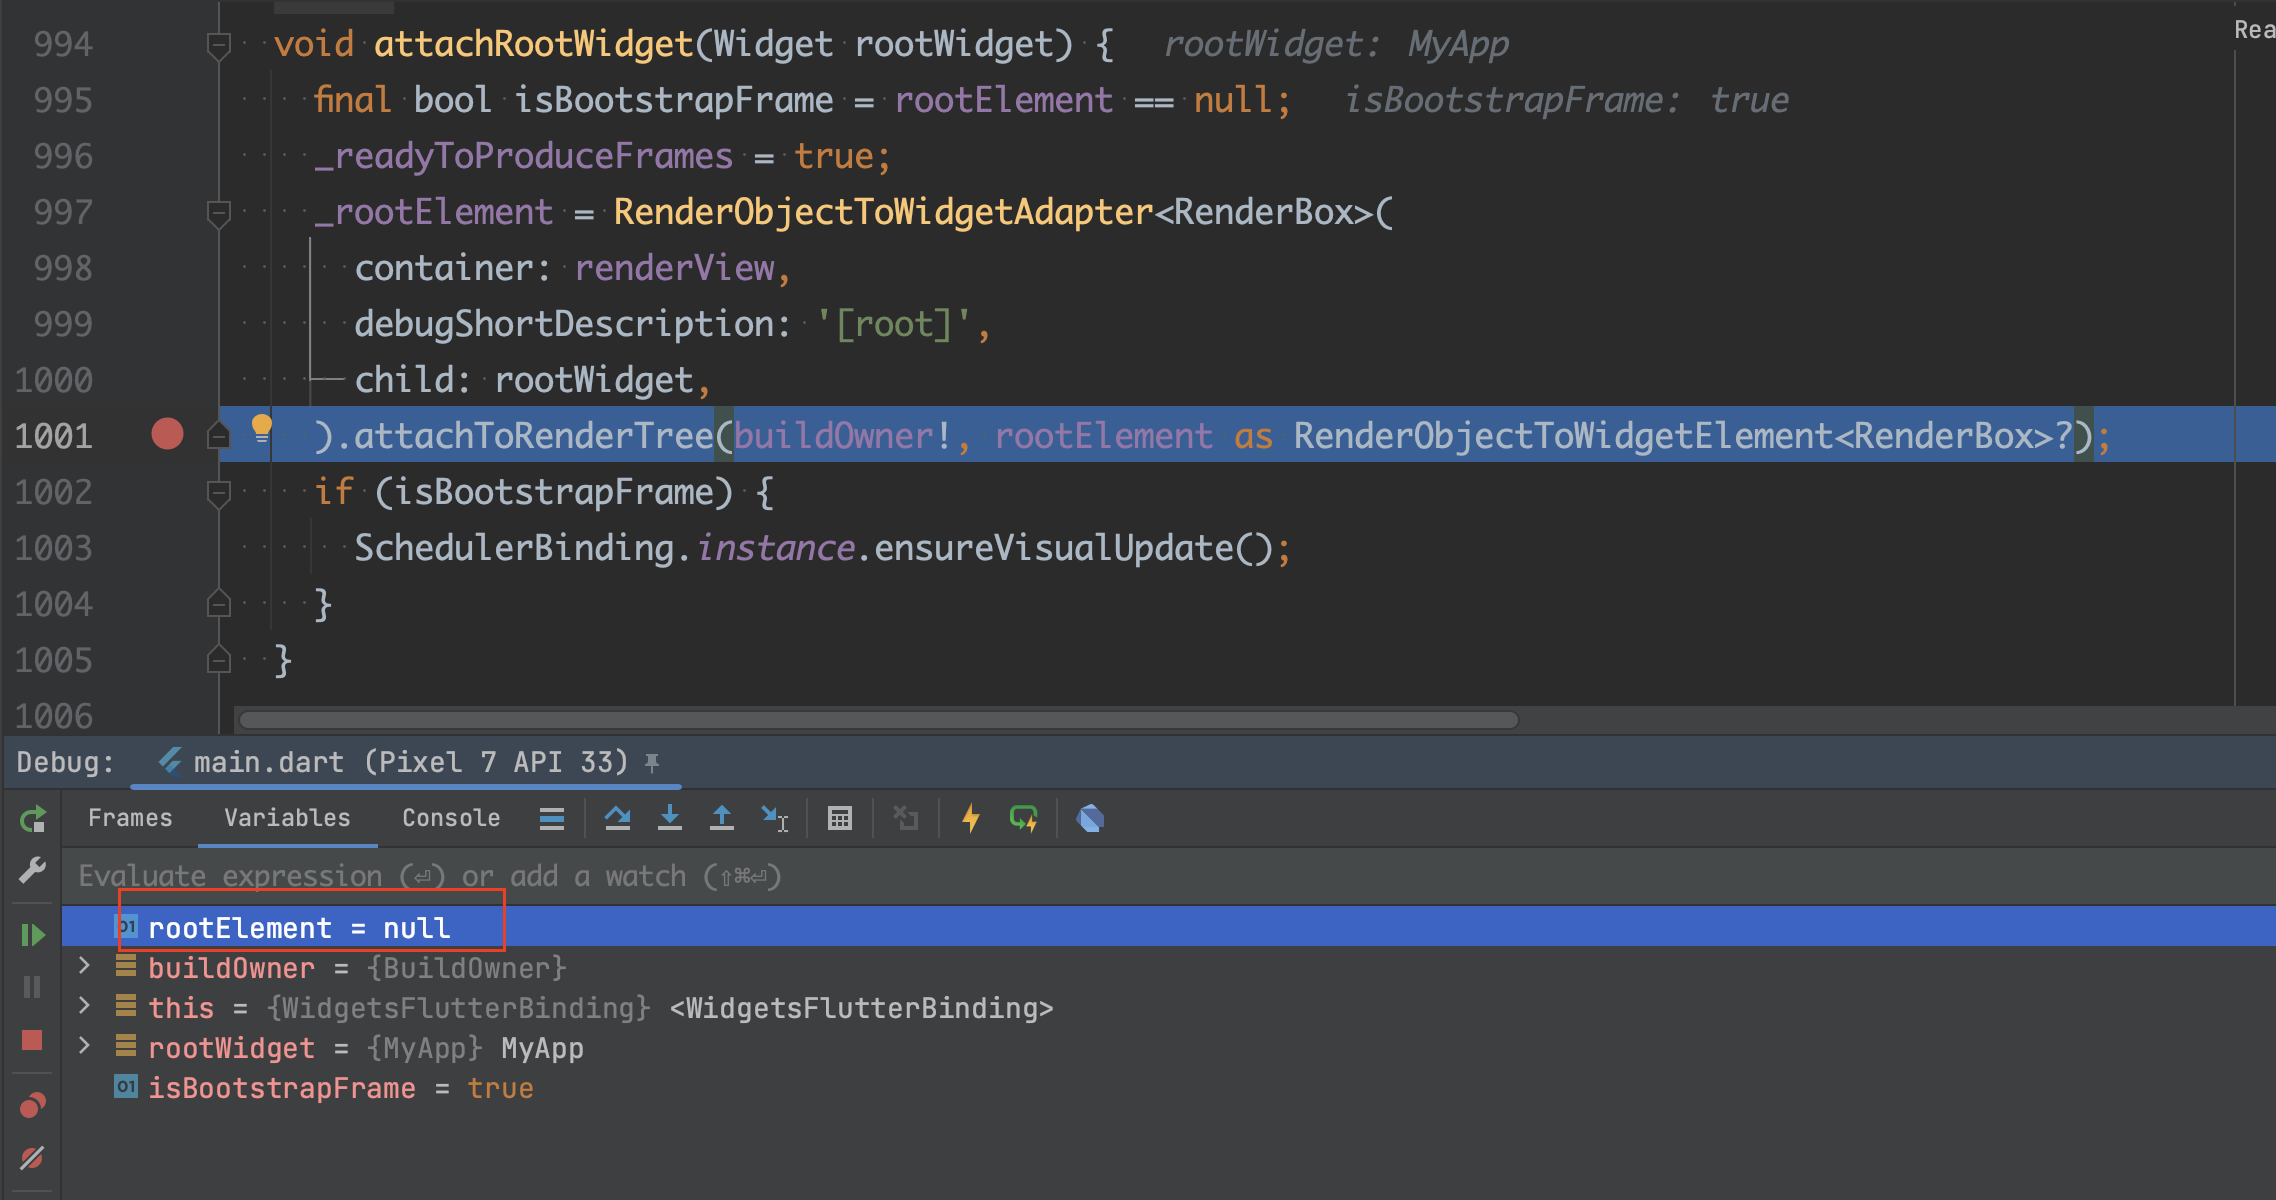 994 void attachRootWidget(Widget rootWidget) { rootWidget: MyApp
Rea
995 final bool isBootstrapFrame = rootElement == null; isBootstrapFrame: true
996 _readyToProduceFrames = true;
997 _rootElement = RenderObjectToWidgetAdapter<RenderBox>(
998 container: renderView,
999 debugShortDescription: '[root]',
1000 child: rootWidget,
1001 ).attachToRenderTree(buildOwner!, rootElement as RenderObjectToWidgetElement<RenderBox>?);
1002 if (isBootstrapFrame) {
1003 SchedulerBinding.instance.ensureVisualUpdate();
1004 }
1005 }
1006
Debug: main.dart (Pixel 7 API 33)
Frames Variables Console
Evaluate expression (⏎) or add a watch (⇧⌘⏎)
01 rootElement = null
buildOwner = {BuildOwner}
this = {WidgetsFlutterBinding} <WidgetsFlutterBinding>
rootWidget = {MyApp} MyApp
01 isBootstrapFrame = true